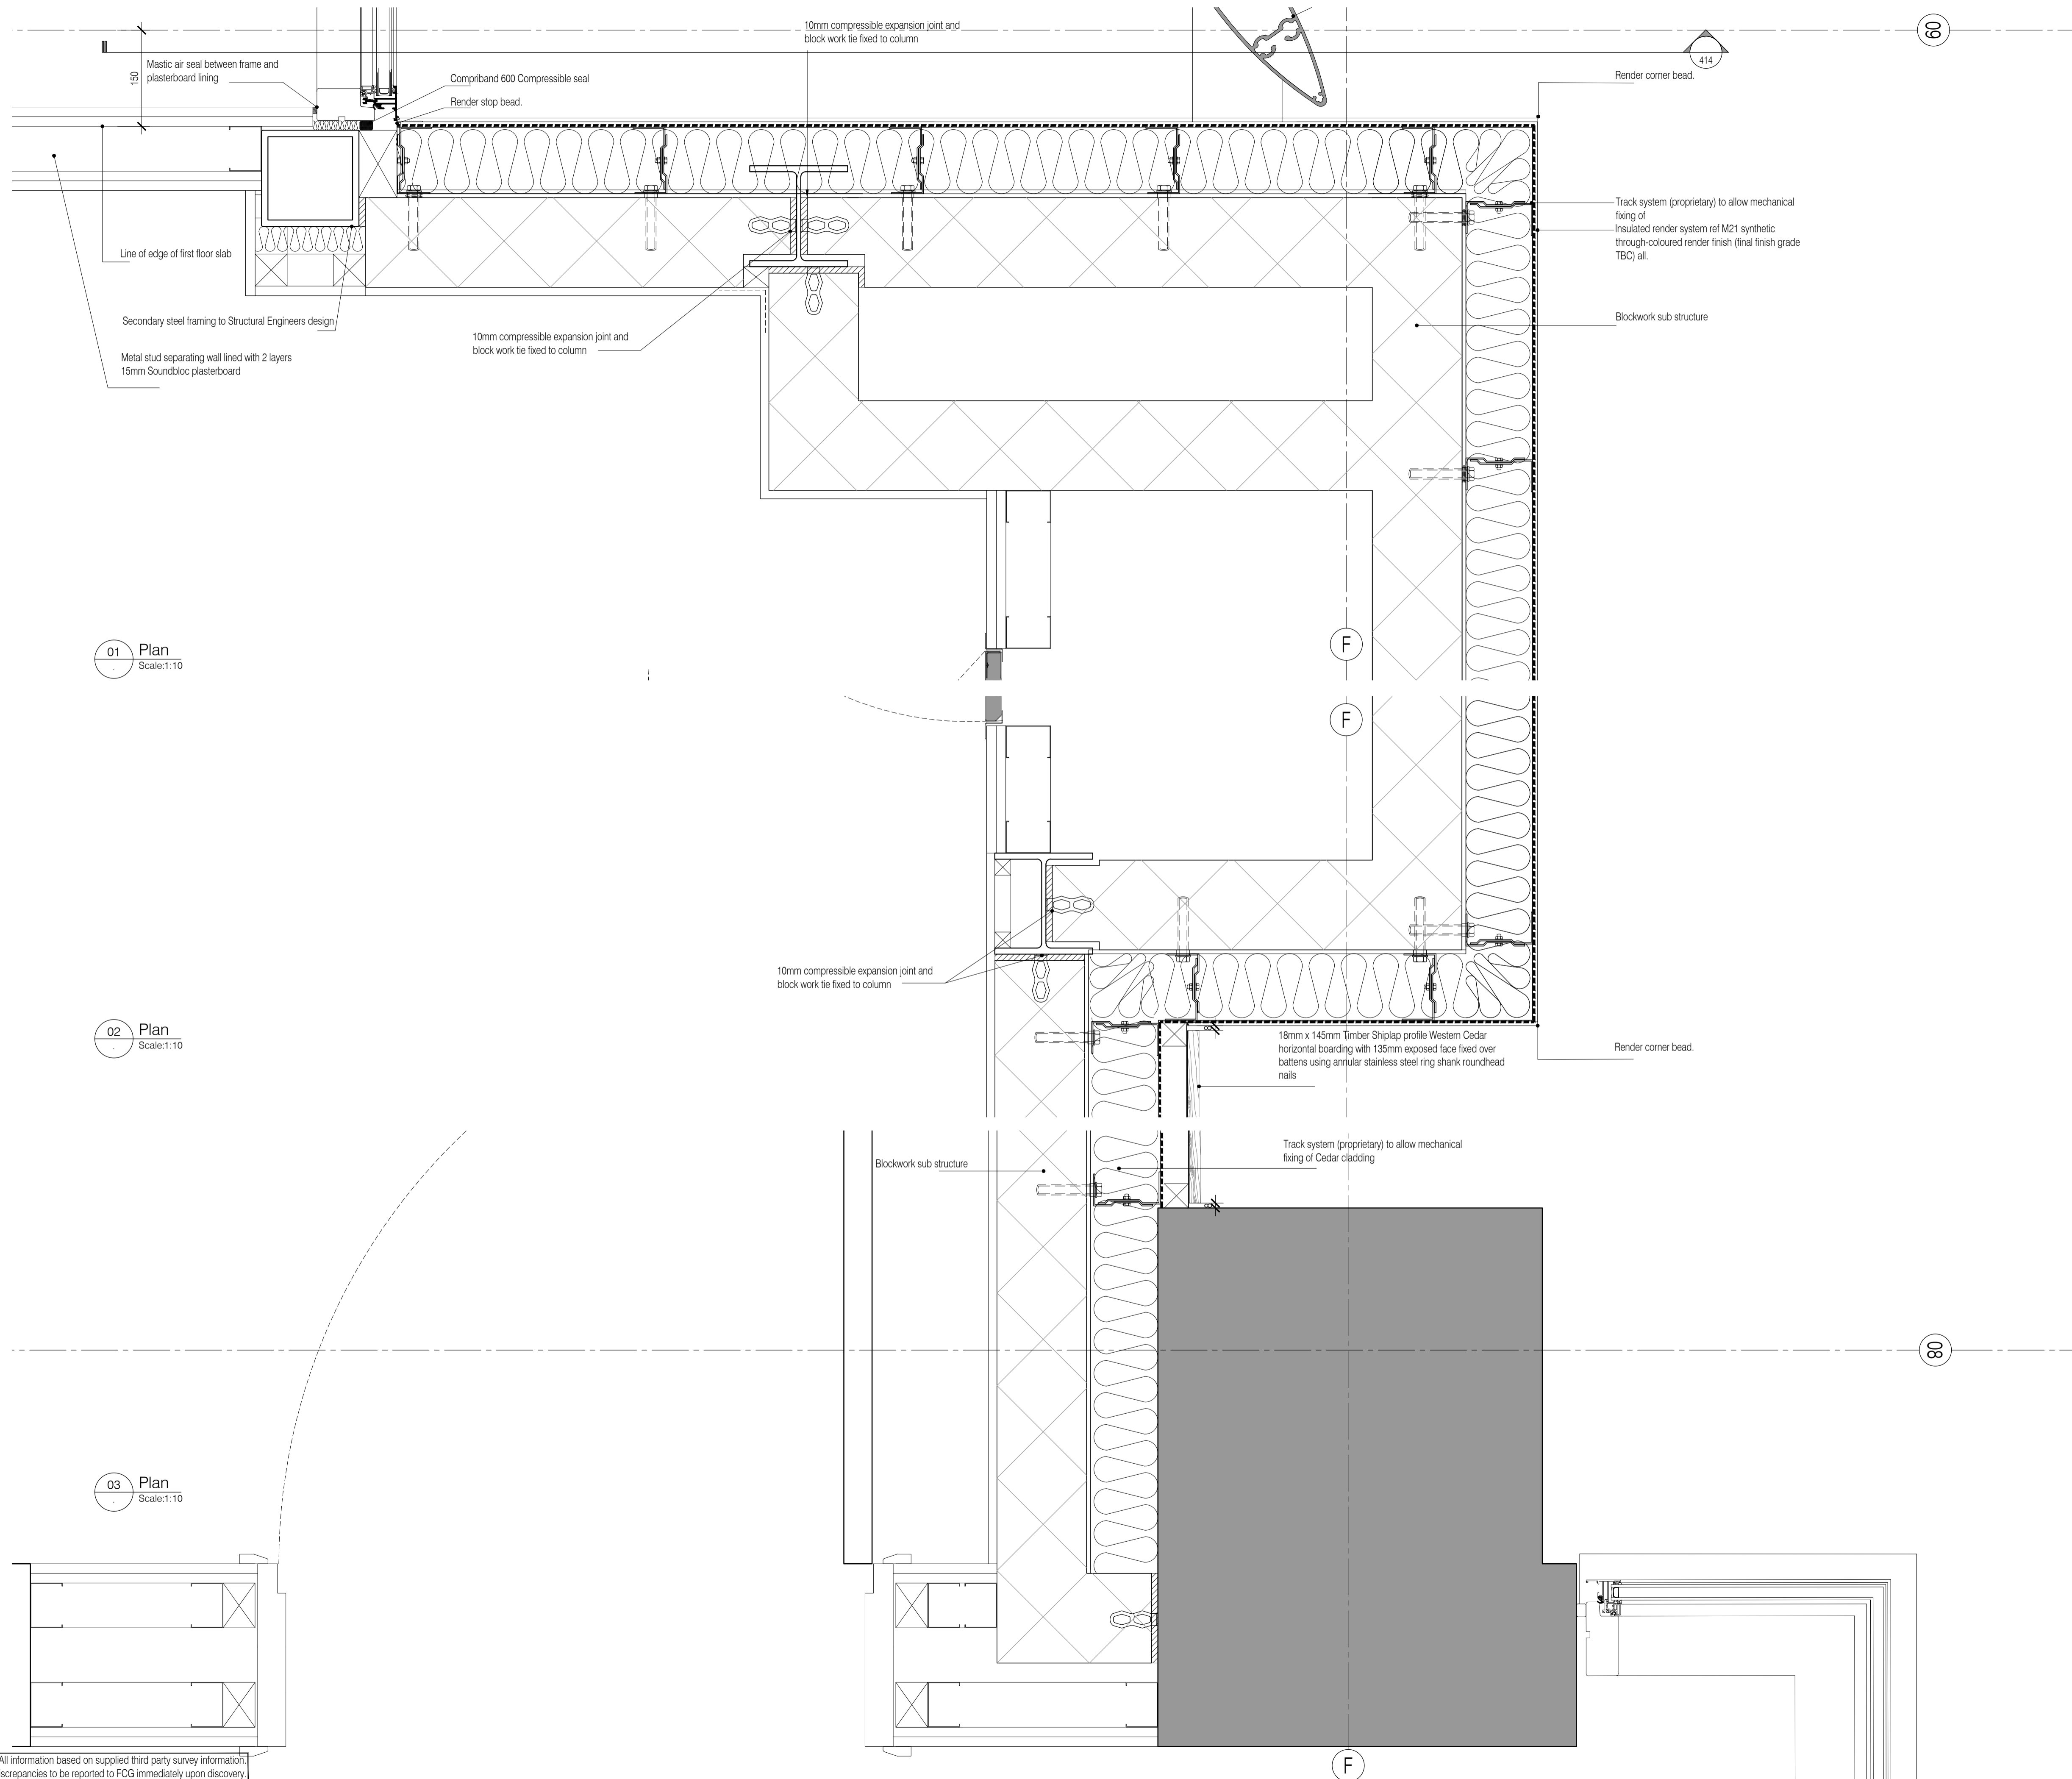 10mm compressible expansion joint and
block work tie fixed to column
09
150
Mastic air seal between frame and
plasterboard lining
Compriband 600 Compressible seal
Render stop bead.
414
Render corner bead.
Track system (proprietary) to allow mechanical
fixing of
Insulated render system ref M21 synthetic
through-coloured render finish (final finish grade
TBC) all.
Line of edge of first floor slab
Secondary steel framing to Structural Engineers design
Blockwork sub structure
10mm compressible expansion joint and
block work tie fixed to column
Metal stud separating wall lined with 2 layers
15mm Soundbloc plasterboard
01
Plan
Scale:1:10
F
F
10mm compressible expansion joint and
block work tie fixed to column
02
Plan
Scale:1:10
8
18mm x 145mm Timber Shiplap profile Western Cedar
horizontal boarding with 135mm exposed face fixed over
battens using annular stainless steel ring shank roundhead
nails
Render corner bead.
Track system (proprietary) to allow mechanical
fixing of Cedar cladding
Blockwork sub structure
8
08
03
Plan
Scale:1:10
All information based on supplied third party survey information.
screpancies to be reported to FCG immediately upon discovery.
F